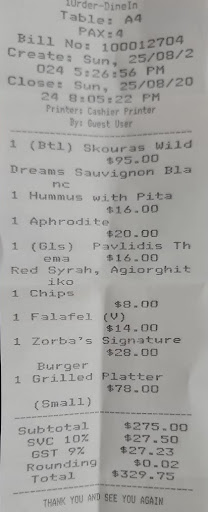 1Urder-DineIn
Table: A4
PAX:4
Bill No: 100012704
Create: Sun, 25/08/2
024 5:26:56 PM
Close: Sun, 25/08/20
24 8:05:22 PM
Printer: Cashier Printer
By: Guest User
1 (Btl) Skouras Wild
$95.00
Dreams Sauvignon Bla
nc
1 Hummus with Pita
$16.00
1 Aphrodite
$20.00
1 (Gls) Pavlidis Th
ema $16.00
Red Syrah, Agiorghit
iko
1 Chips
$8.00
1 Falafel (V)
$14.00
1 Zorba's Signature
$28.00
Burger
1 Grilled Platter
$78.00
(Small)
Subtotal $275.00
SVC 10% $27.50
GST 9% $27.23
Rounding $0.02
Total $329.75
THANK YOU AND SEE YOU AGAIN